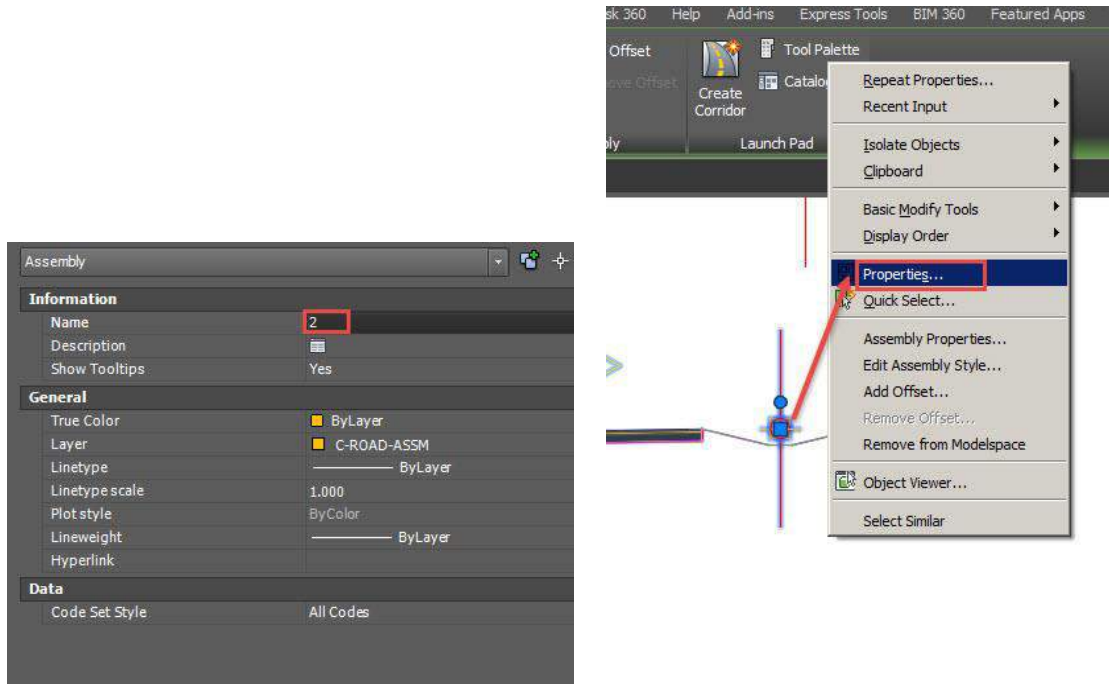 Assembly
Information
Name 2
Description
Show Tooltips Yes
General
True Color ByLayer
Layer C-ROAD-ASSM
Linetype ByLayer
Linetype scale 1.000
Plot style ByColor
Lineweight ByLayer
Hyperlink
Data
Code Set Style All Codes
sk 360 Help Add-ins Express Tools BIM 360 Featured Apps
Offset
ove Offset
Create
Corridor
Tool Palette
Catalo
bly Launch Pad
Repeat Properties...
Recent Input
Isolate Objects
Clipboard
Basic Modify Tools
Display Order
Properties...
Quick Select...
Assembly Properties...
Edit Assembly Style...
Add Offset...
Remove Offset...
Remove from Modelspace
Object Viewer...
Select Similar